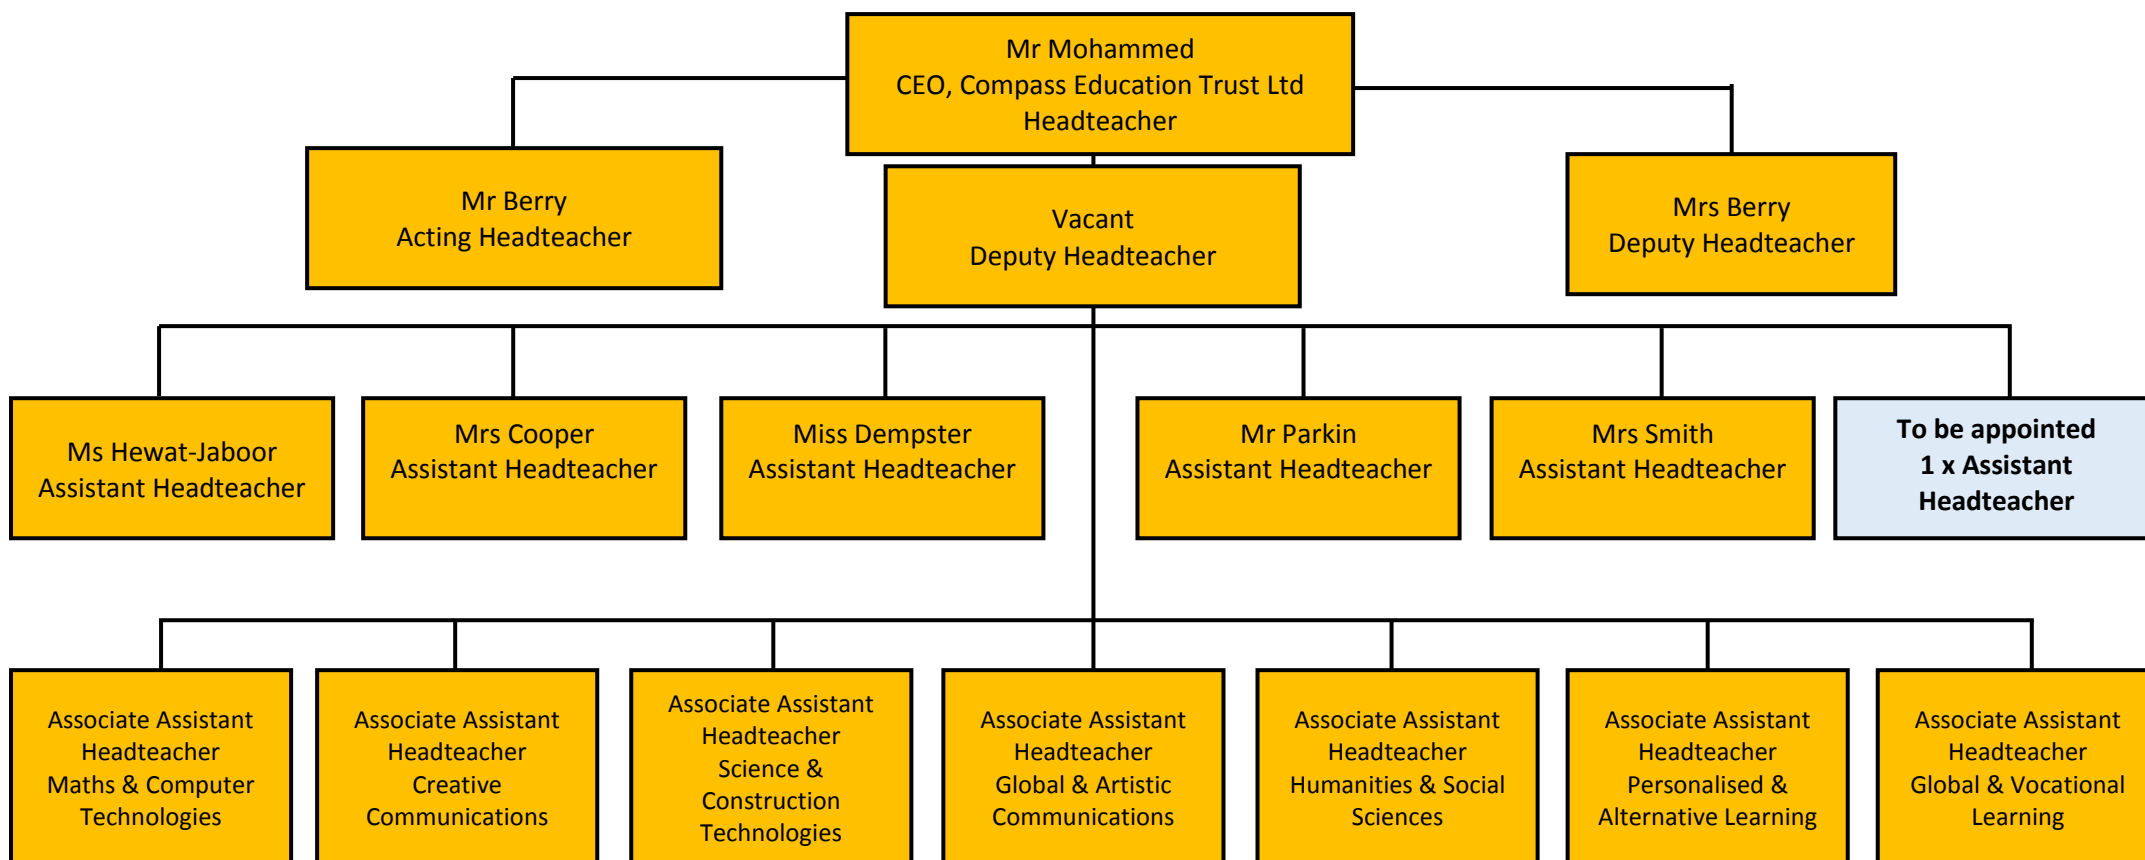 Mr Mohammed
CEO, Compass Education Trust Ltd
Headteacher
Mr Berry
Acting Headteacher
Vacant
Deputy Headteacher
Mrs Berry
Deputy Headteacher
Ms Hewat-Jaboor
Assistant Headteacher
Mrs Cooper
Assistant Headteacher
Miss Dempster
Assistant Headteacher
Mr Parkin
Assistant Headteacher
Mrs Smith
Assistant Headteacher
To be appointed
1 x Assistant
Headteacher
Associate Assistant
Headteacher
Maths & Computer
Technologies
Associate Assistant
Headteacher
Creative
Communications
Associate Assistant
Headteacher
Science &
Construction
Technologies
Associate Assistant
Headteacher
Global & Artistic
Communications
Associate Assistant
Headteacher
Humanities & Social
Sciences
Associate Assistant
Headteacher
Personalised &
Alternative Learning
Associate Assistant
Headteacher
Global & Vocational
Learning